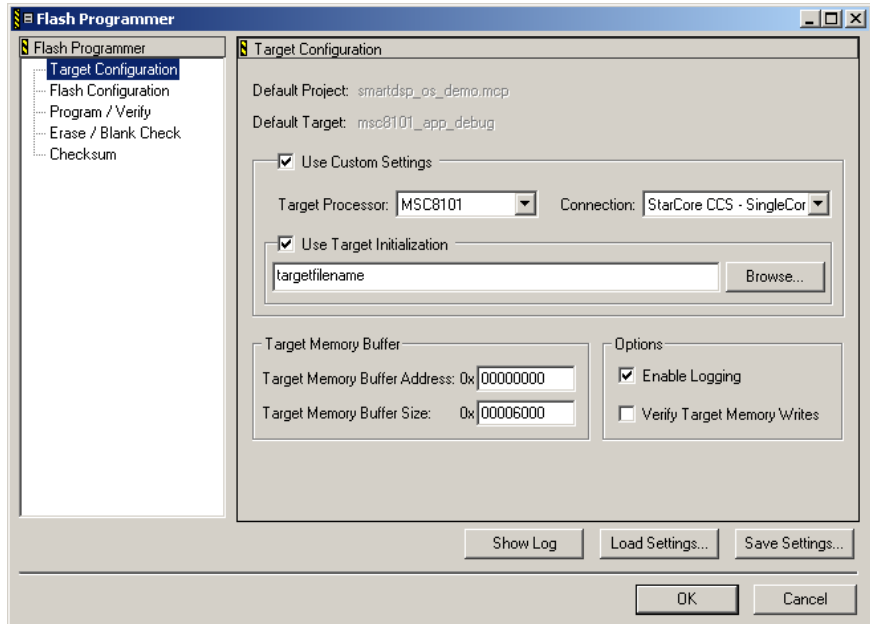 Flash Programmer
Flash Programmer
Target Configuration
Flash Configuration
Program / Verify
Erase / Blank Check
Checksum
Target Configuration
Default Project: smartdsp_os_demo.mcp
Default Target: msc8101_app_debug
Use Custom Settings
Target Processor: MSC8101 Connection: StarCore CCS - SingleCor
Use Target Initialization
targetfilename Browse...
Target Memory Buffer
Target Memory Buffer Address: 0x 00000000
Target Memory Buffer Size: 0x 00006000
Options
Enable Logging
Verify Target Memory Writes
Show Log Load Settings... Save Settings...
OK Cancel